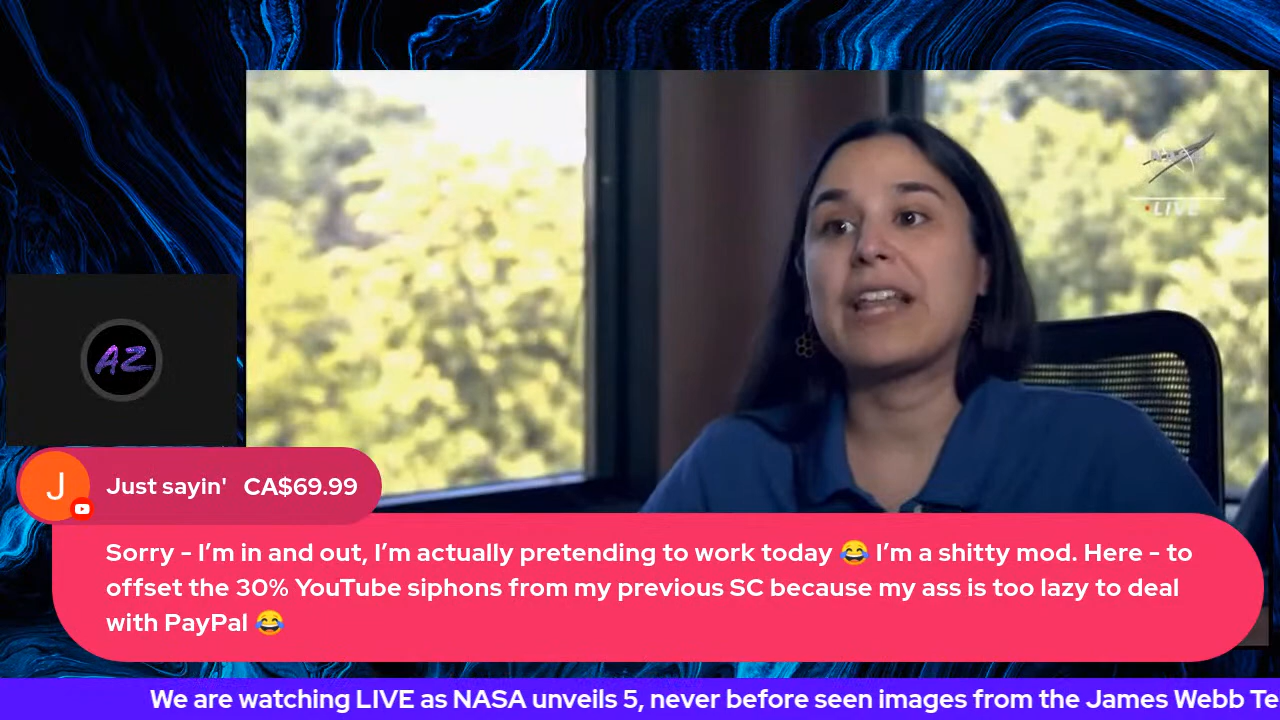 NASA
LIVE
AZ
J
Just sayin' CA$69.99
Sorry - I’m in and out, I’m actually pretending to work today 😂 I’m a shitty mod. Here - to
offset the 30% YouTube siphons from my previous SC because my ass is too lazy to deal
with PayPal 😂
We are watching LIVE as NASA unveils 5, never before seen images from the James Webb Te